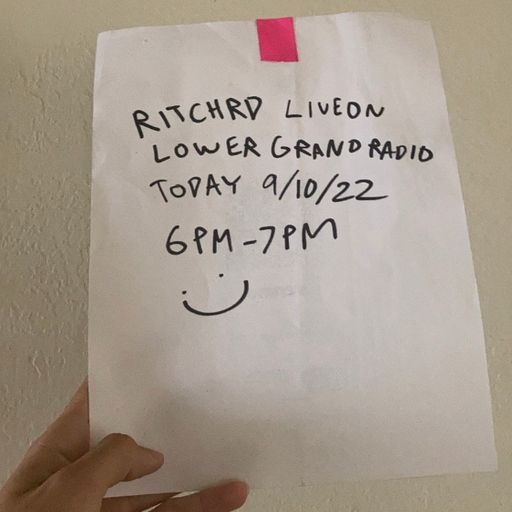 RITCHRD LIVEON
LOWER GRAND RADIO
TODAY 9/10/22
6PM-7PM